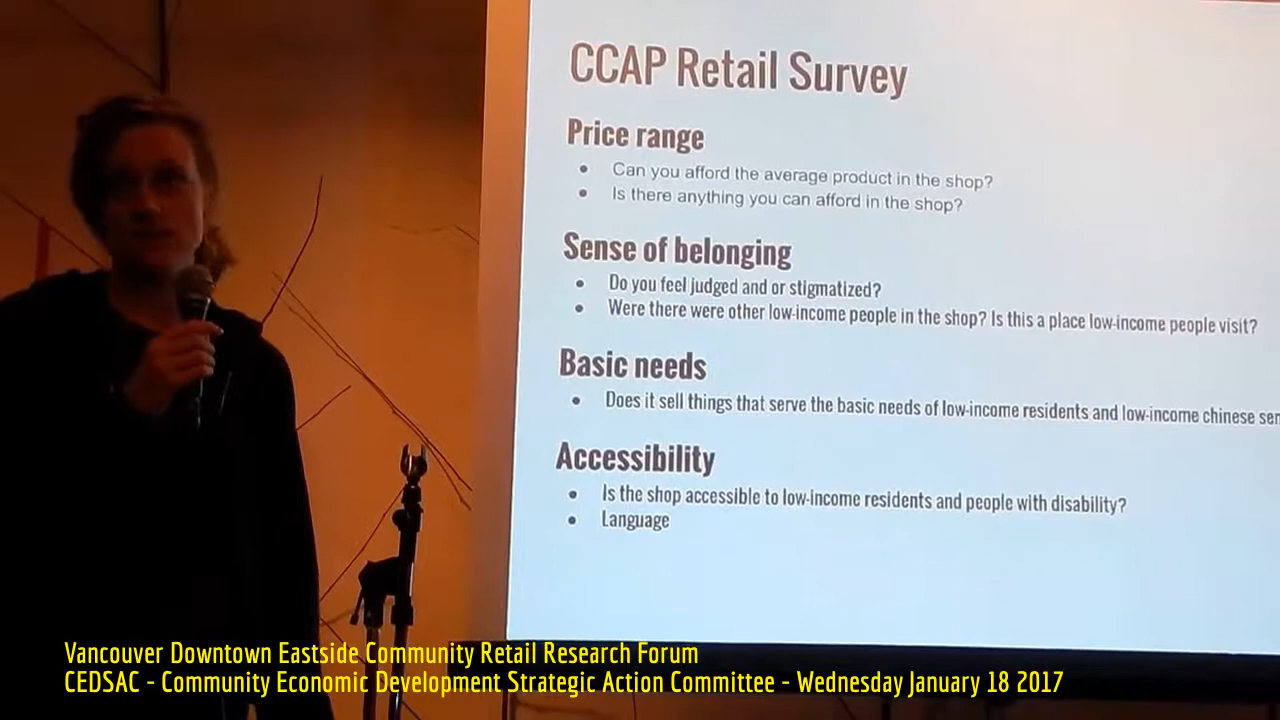 CCAP Retail Survey
Price range
Can you afford the average product in the shop?
Is there anything you can afford in the shop?
Sense of belonging
Do you feel judged and or stigmatized?
Were there were other low-income people in the shop? Is this a place low-income people visit?
Basic needs
Does it sell things that serve the basic needs of low-income residents and low-income chinese
Accessibility
Is the shop accessible to low-income residents and people with disability?
Language
Vancouver Downtown Eastside Community Retail Research Forum
CEDSAC - Community Economic Development Strategic Action Committee - Wednesday January 18 2017